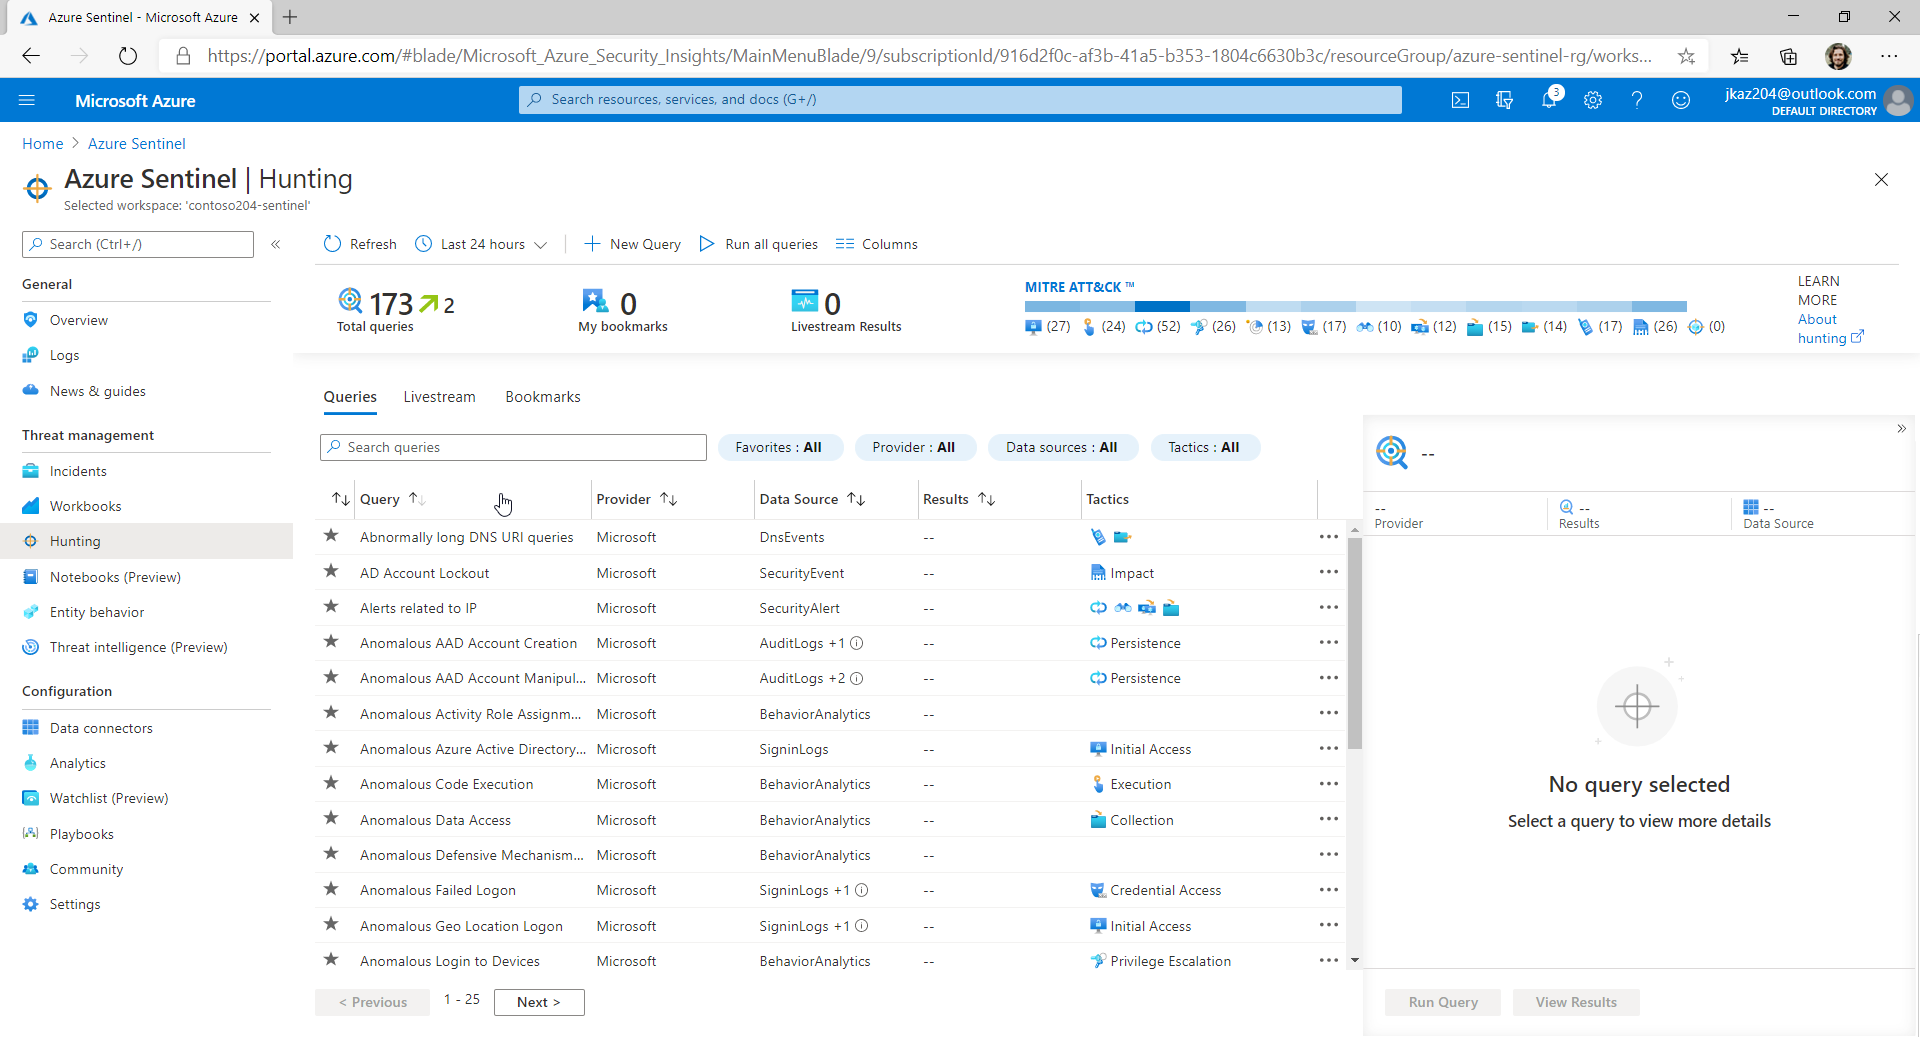 Azure Sentinel - Microsoft Azure
https://portal.azure.com/#blade/Microsoft_Azure_Security_Insights/MainMenuBlade/9/subscriptionId/916d2f0c-af3b-41a5-b353-1804c6630b3c/resourceGroup/azure-sentinel-rg/works...
Microsoft Azure
Search resources, services, and docs (G+/)
3
jkaz204@outlook.com
DEFAULT DIRECTORY
Home > Azure Sentinel
Azure Sentinel | Hunting
Selected workspace: 'contoso204-sentinel'
Search (Ctrl+/)
General
Overview
Logs
News & guides
Threat management
Incidents
Workbooks
Hunting
Notebooks (Preview)
Entity behavior
Threat intelligence (Preview)
Configuration
Data connectors
Analytics
Watchlist (Preview)
Playbooks
Community
Settings
Refresh Last 24 hours New Query Run all queries Columns
173 2
Total queries
0
My bookmarks
0
Livestream Results
MITRE ATT&CK ™
(27) (24) (52) (26) (13) (17) (10) (12) (15) (14) (17) (26) (0)
LEARN
MORE
About
hunting
Queries Livestream Bookmarks
Search queries Favorites : All Provider : All Data sources : All Tactics : All
Query Provider Data Source Results Tactics
Abnormally long DNS URI queries Microsoft DnsEvents --
AD Account Lockout Microsoft SecurityEvent -- Impact
Alerts related to IP Microsoft SecurityAlert --
Anomalous AAD Account Creation Microsoft AuditLogs +1 -- Persistence
Anomalous AAD Account Manipul... Microsoft AuditLogs +2 -- Persistence
Anomalous Activity Role Assignm... Microsoft BehaviorAnalytics --
Anomalous Azure Active Directory... Microsoft SigninLogs -- Initial Access
Anomalous Code Execution Microsoft BehaviorAnalytics -- Execution
Anomalous Data Access Microsoft BehaviorAnalytics -- Collection
Anomalous Defensive Mechanism... Microsoft BehaviorAnalytics --
Anomalous Failed Logon Microsoft SigninLogs +1 -- Credential Access
Anomalous Geo Location Logon Microsoft SigninLogs +1 -- Initial Access
Anomalous Login to Devices Microsoft BehaviorAnalytics -- Privilege Escalation
< Previous 1 - 25 Next >
--
-- -- --
Provider Results Data Source
No query selected
Select a query to view more details
Run Query View Results